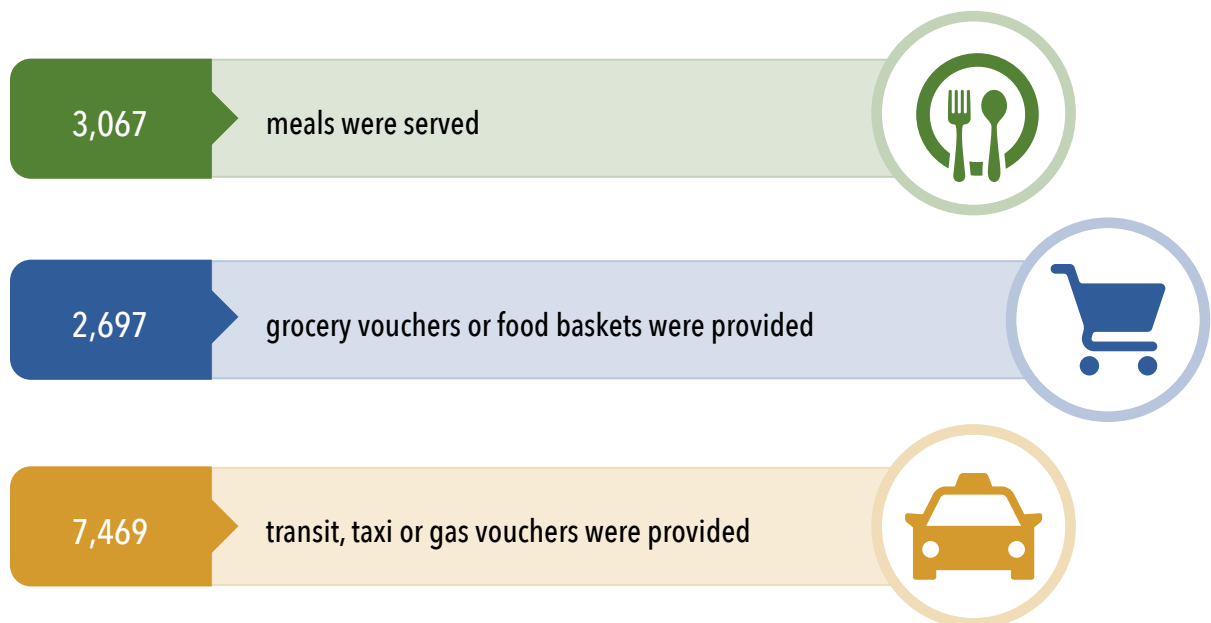 3,067 meals were served
2,697 grocery vouchers or food baskets were provided
7,469 transit, taxi or gas vouchers were provided